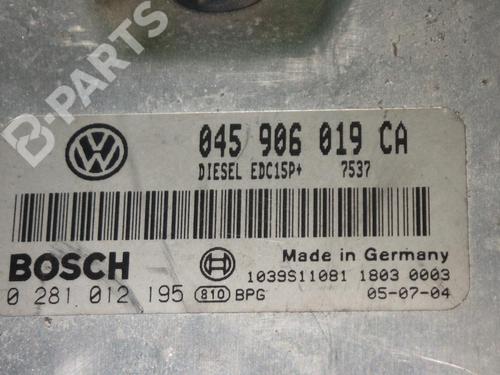 B-PARTS
045 906 019 CA
DIESEL EDC15P+ 7537
BOSCH
Made in Germany
1039S11081 1803 0003
0 281 012 195 810 BPG 05-07-04